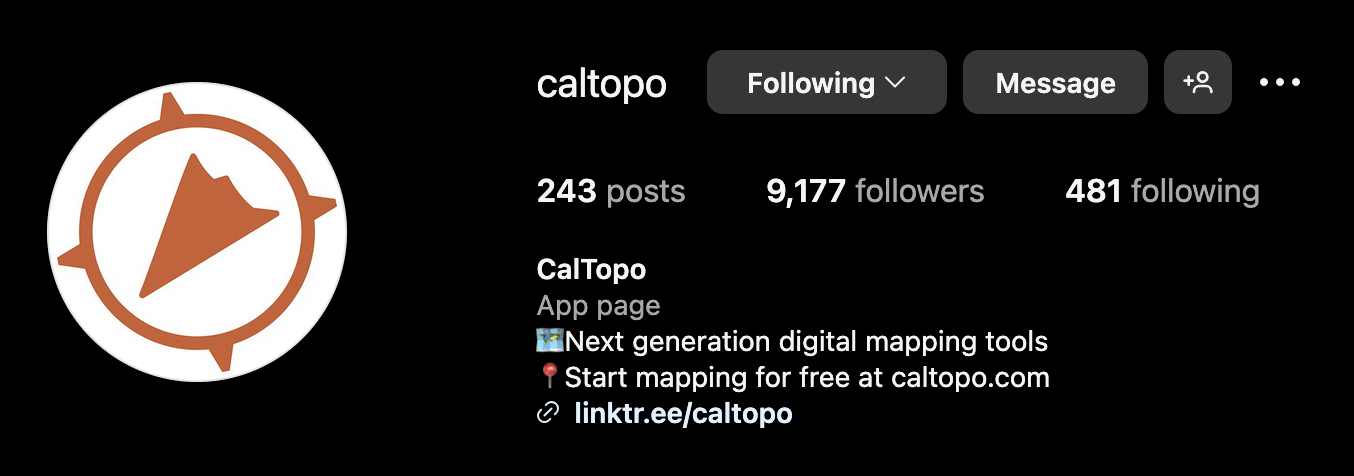 caltopo Following Message
243 posts 9,177 followers 481 following
CalTopo
App page
🗺️Next generation digital mapping tools
📍Start mapping for free at caltopo.com
linktr.ee/caltopo